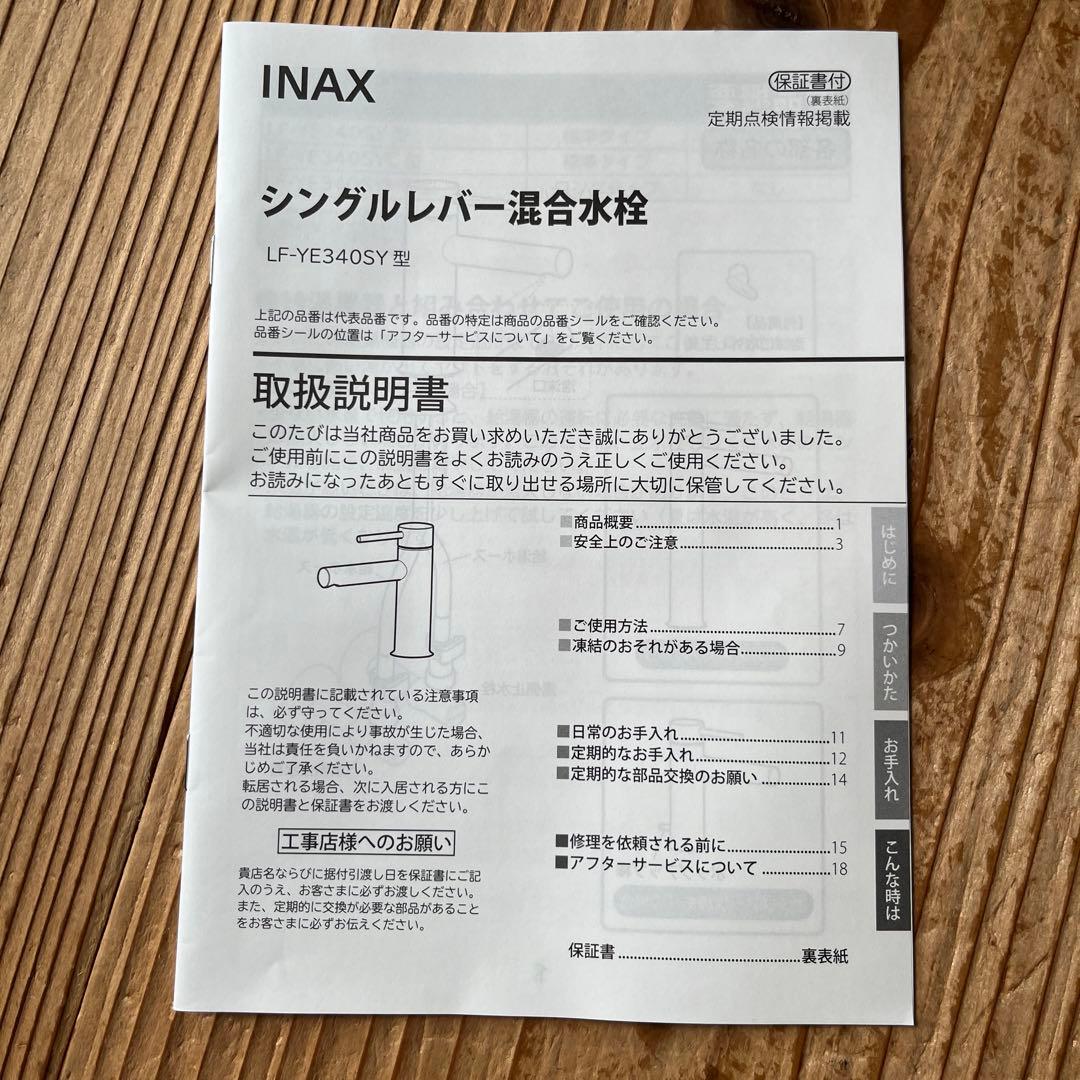 INAX
保証書付
(裏表紙)
定期点検情報掲載
シングルレバー混合水栓
LF-YE340SY 型
上記の品番は代表品番です。品番の特定は商品の品番シールをご確認ください。
品番シールの位置は「アフターサービスについて」をご覧ください。
取扱説明書
このたびは当社商品をお買い求めいただき誠にありがとうございました。
ご使用前にこの説明書をよくお読みのうえ正しくご使用ください。
お読みになったあともすぐに取り出せる場所に大切に保管してください。
■商品概要..............................1
■安全上のご注意..............................3
はじめに
■ご使用方法..............................7
■凍結のおそれがある場合..............................9
つかいかた
■日常のお手入れ..............................11
■定期的なお手入れ..............................12
■定期的な部品交換のお願い..............................14
お手入れ
■修理を依頼される前に..............................15
■アフターサービスについて..............................18
こんな時は
保証書..............................裏表紙
この説明書に記載されている注意事項
は、必ず守ってください。
不適切な使用により事故が生じた場合、
当社は責任を負いかねますので、あらか
じめご了承ください。
転居される場合、次に入居される方にこ
の説明書と保証書をお渡しください。
工事店様へのお願い
貴店名ならびに据付引渡し日を保証書にご記
入のうえ、お客さまに必ずお渡しください。
また、定期的に交換が必要な部品があること
をお客さまに必ずお伝えください。